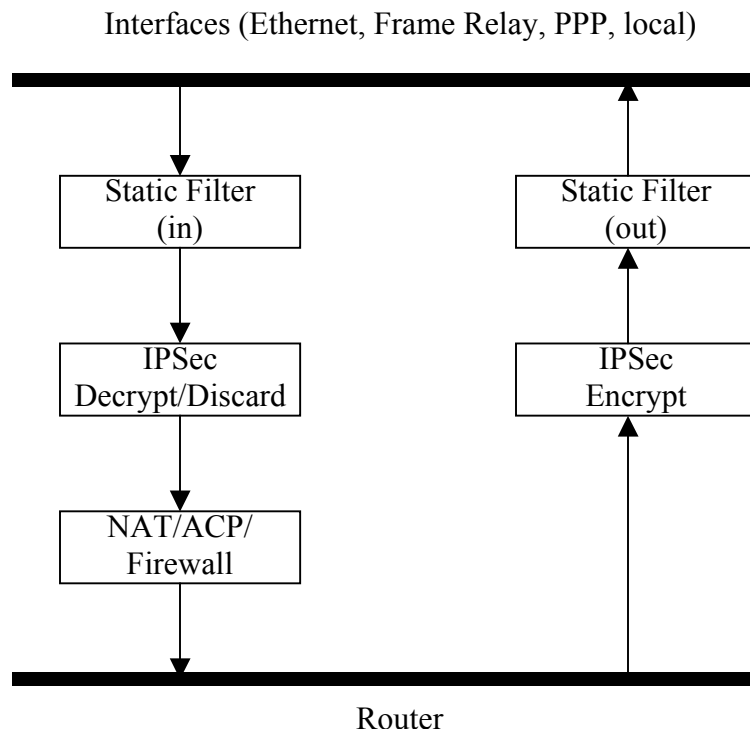 Interfaces (Ethernet, Frame Relay, PPP, local)
Static Filter
(in)
Static Filter
(out)
IPSec
Decrypt/Discard
IPSec
Encrypt
NAT/ACP/
Firewall
Router